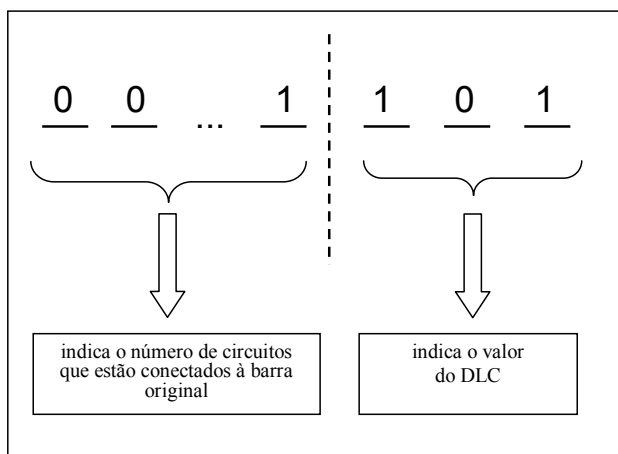 0 0 ... 1 1 0 1
indica o número de circuitos
que estão conectados à barra
original
indica o valor
do DLC